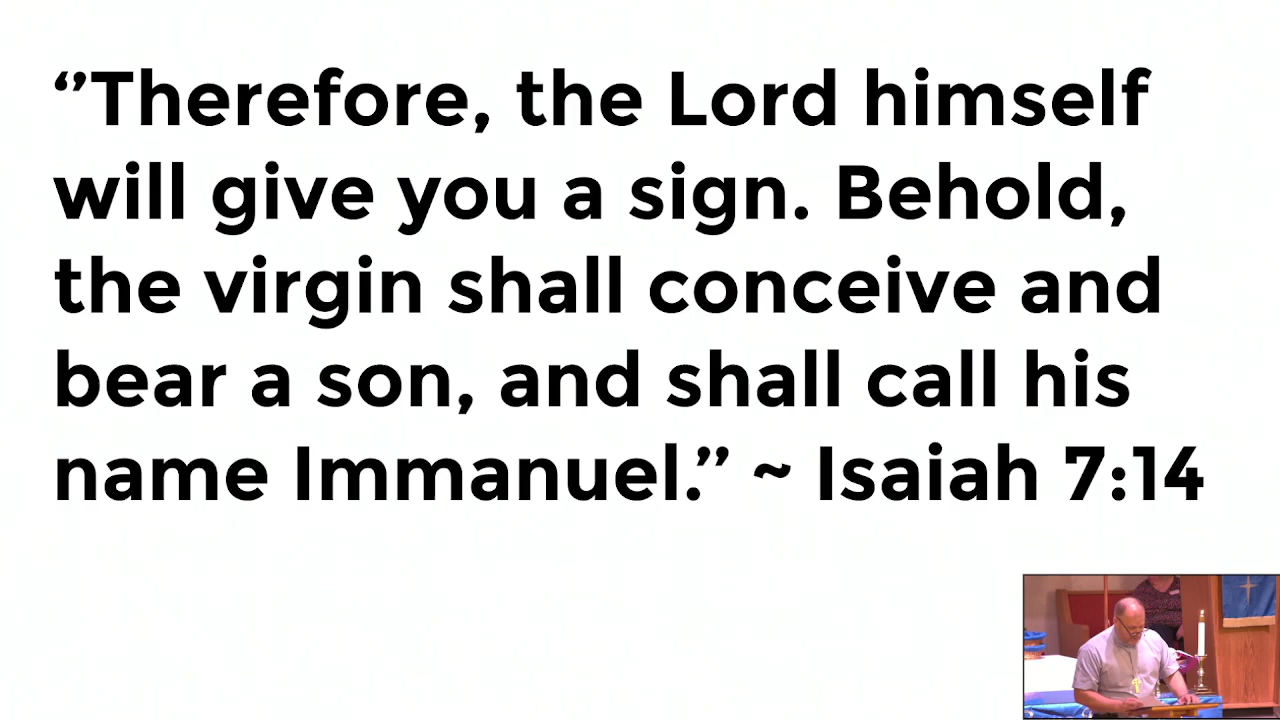 ‘’Therefore, the Lord himself
will give you a sign. Behold,
the virgin shall conceive and
bear a son, and shall call his
name Immanuel.’’ ~ Isaiah 7:14